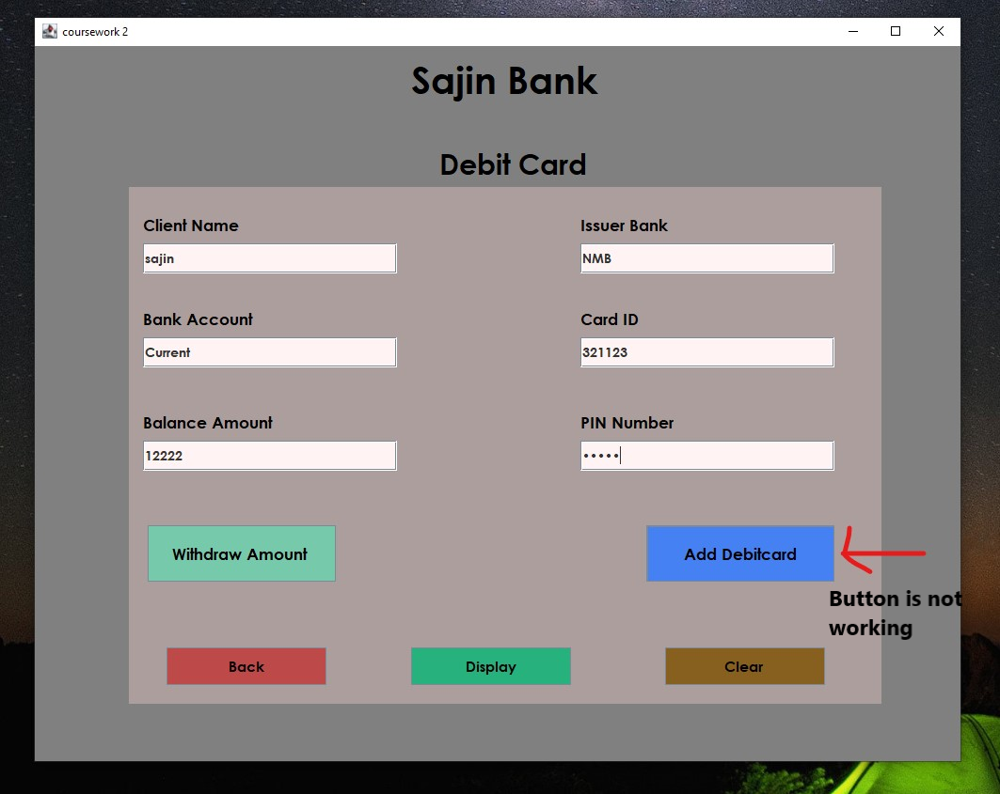 coursework 2
Sajin Bank
Debit Card
Client Name
Issuer Bank
sajin
NMB
Bank Account
Card ID
Current
321123
Balance Amount
PIN Number
12222
•••••
Withdraw Amount
Add Debitcard
Button is not
working
Back
Display
Clear